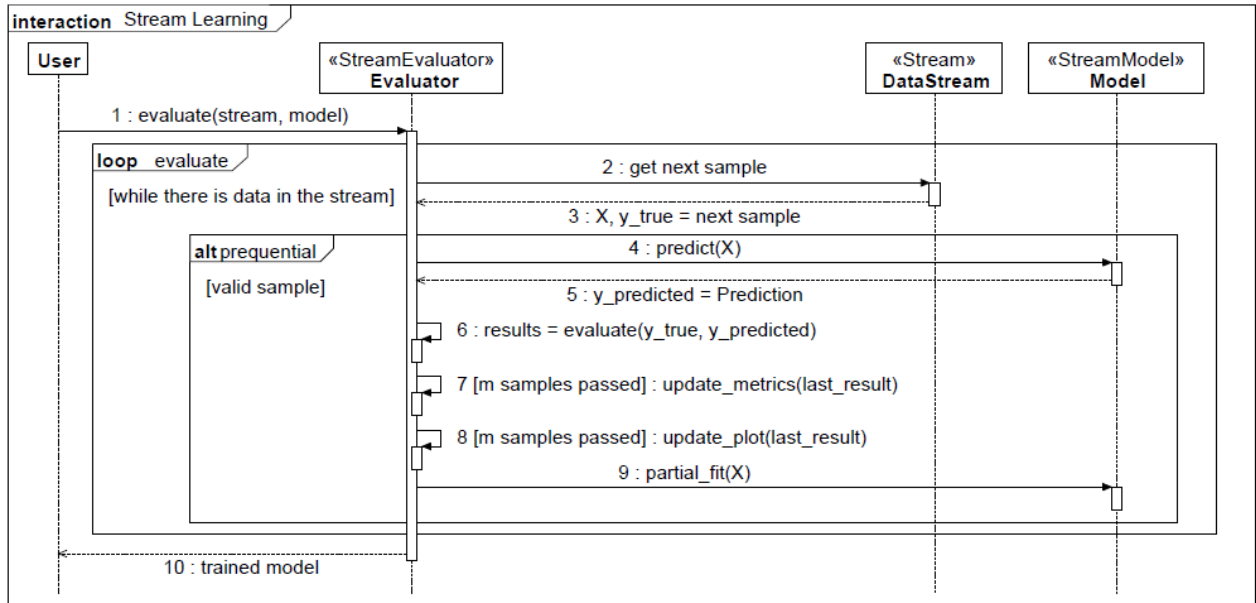 interaction Stream Learning
User
«StreamEvaluator»
Evaluator
«Stream»
DataStream
«StreamModel»
Model
1 : evaluate(stream, model)
loop evaluate
[while there is data in the stream]
2 : get next sample
3 : X, y_true = next sample
alt prequential
[valid sample]
4 : predict(X)
5 : y_predicted = Prediction
6 : results = evaluate(y_true, y_predicted)
7 [m samples passed] : update_metrics(last_result)
8 [m samples passed] : update_plot(last_result)
9 : partial_fit(X)
10 : trained model